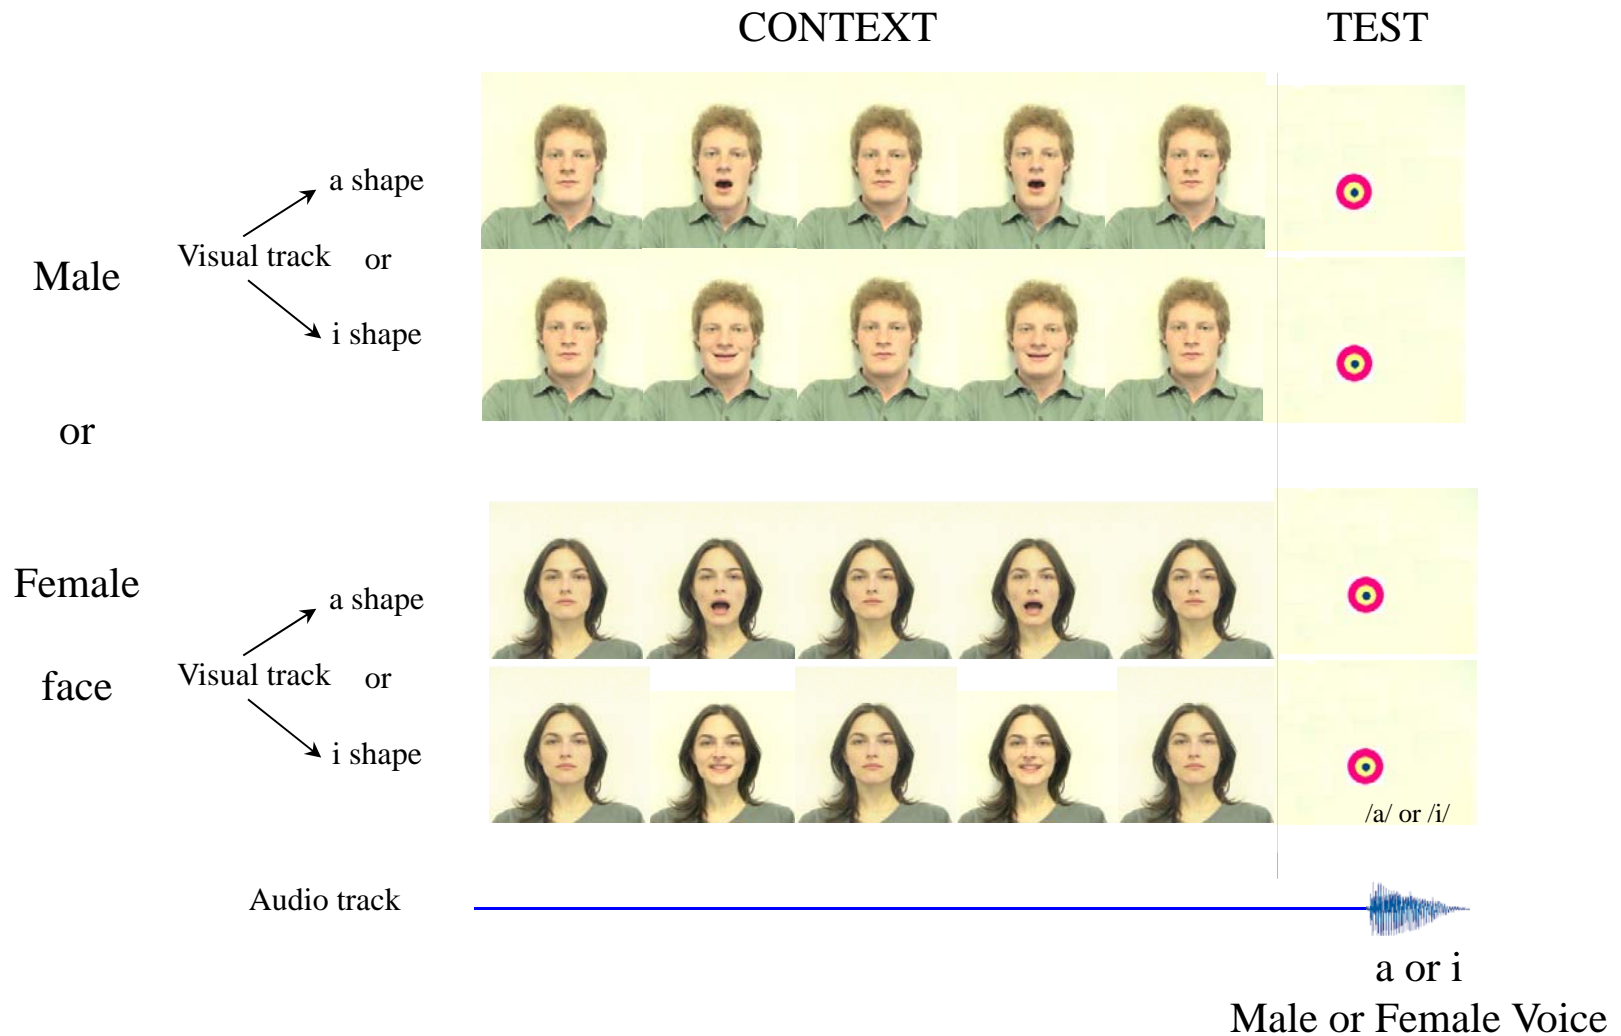 CONTEXT
TEST
Male
or
Female
face
Visual track
a shape
or
i shape
Visual track
a shape
or
i shape
/a/ or /i/
Audio track
a or i
Male or Female Voice